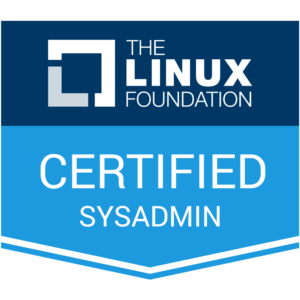 THE
LINUX
FOUNDATION
CERTIFIED
SYSADMIN